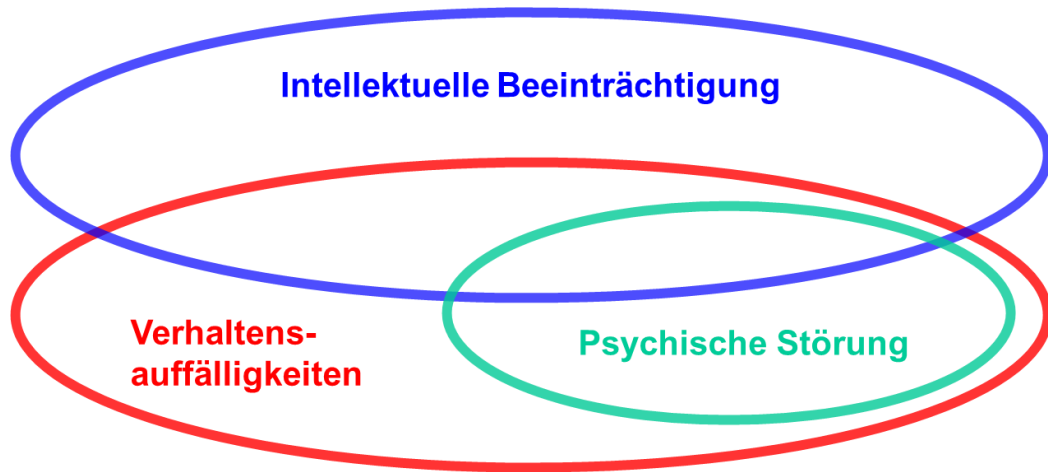 Intellektuelle Beeinträchtigung
Verhaltens-
auffälligkeiten
Psychische Störung